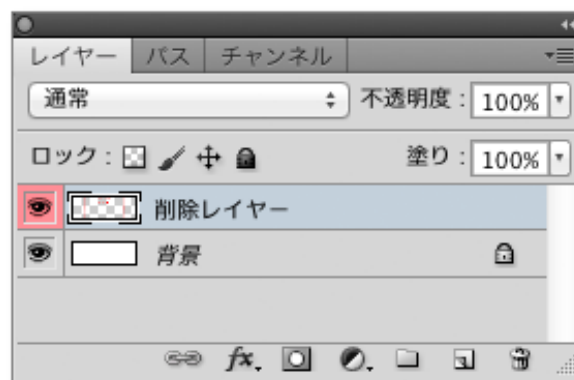 レイヤー パス チャンネル
通常 不透明度 : 100%
ロック : 塗り : 100%
削除レイヤー
背景
fx.